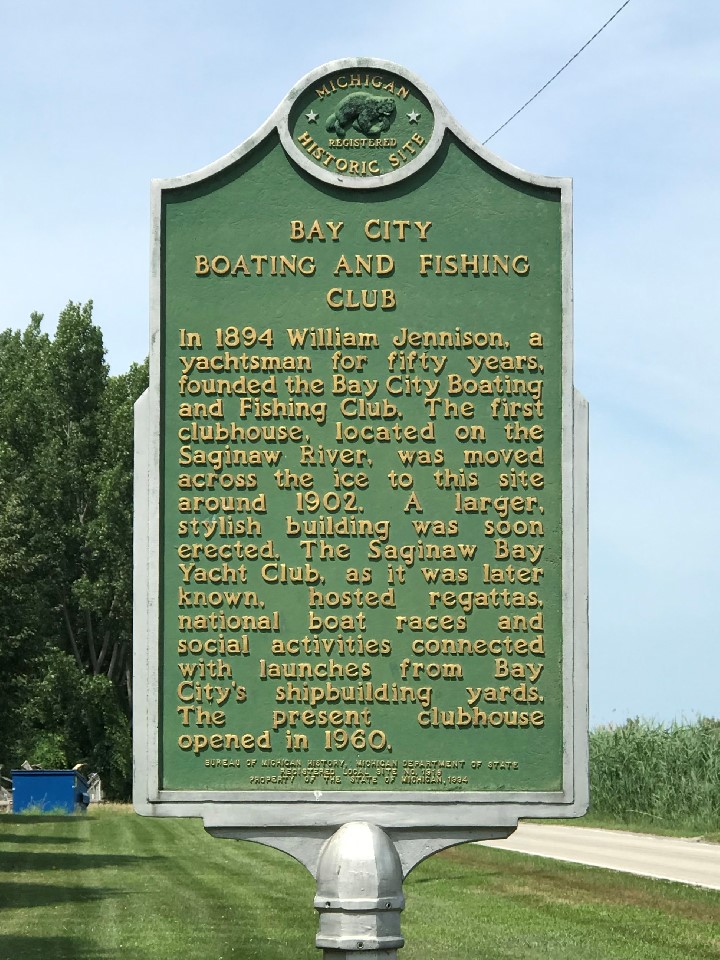 MICHIGAN
REGISTERED
HISTORIC SITE
BAY CITY
BOATING AND FISHING
CLUB
In 1894 William Jennison, a
yachtsman for fifty years,
founded the Bay City Boating
and Fishing Club. The first
clubhouse, located on the
Saginaw River, was moved
across the ice to this site
around 1902. A larger,
stylish building was soon
erected. The Saginaw Bay
Yacht Club, as it was later
known, hosted regattas,
national boat races and
social activities connected
with launches from Bay
City's shipbuilding yards.
The present clubhouse
opened in 1960.
BUREAU OF MICHIGAN HISTORY, MICHIGAN DEPARTMENT OF STATE
REGISTERED LOCAL SITE NO.
PROPERTY OF THE STATE OF MICHIGAN, 1994